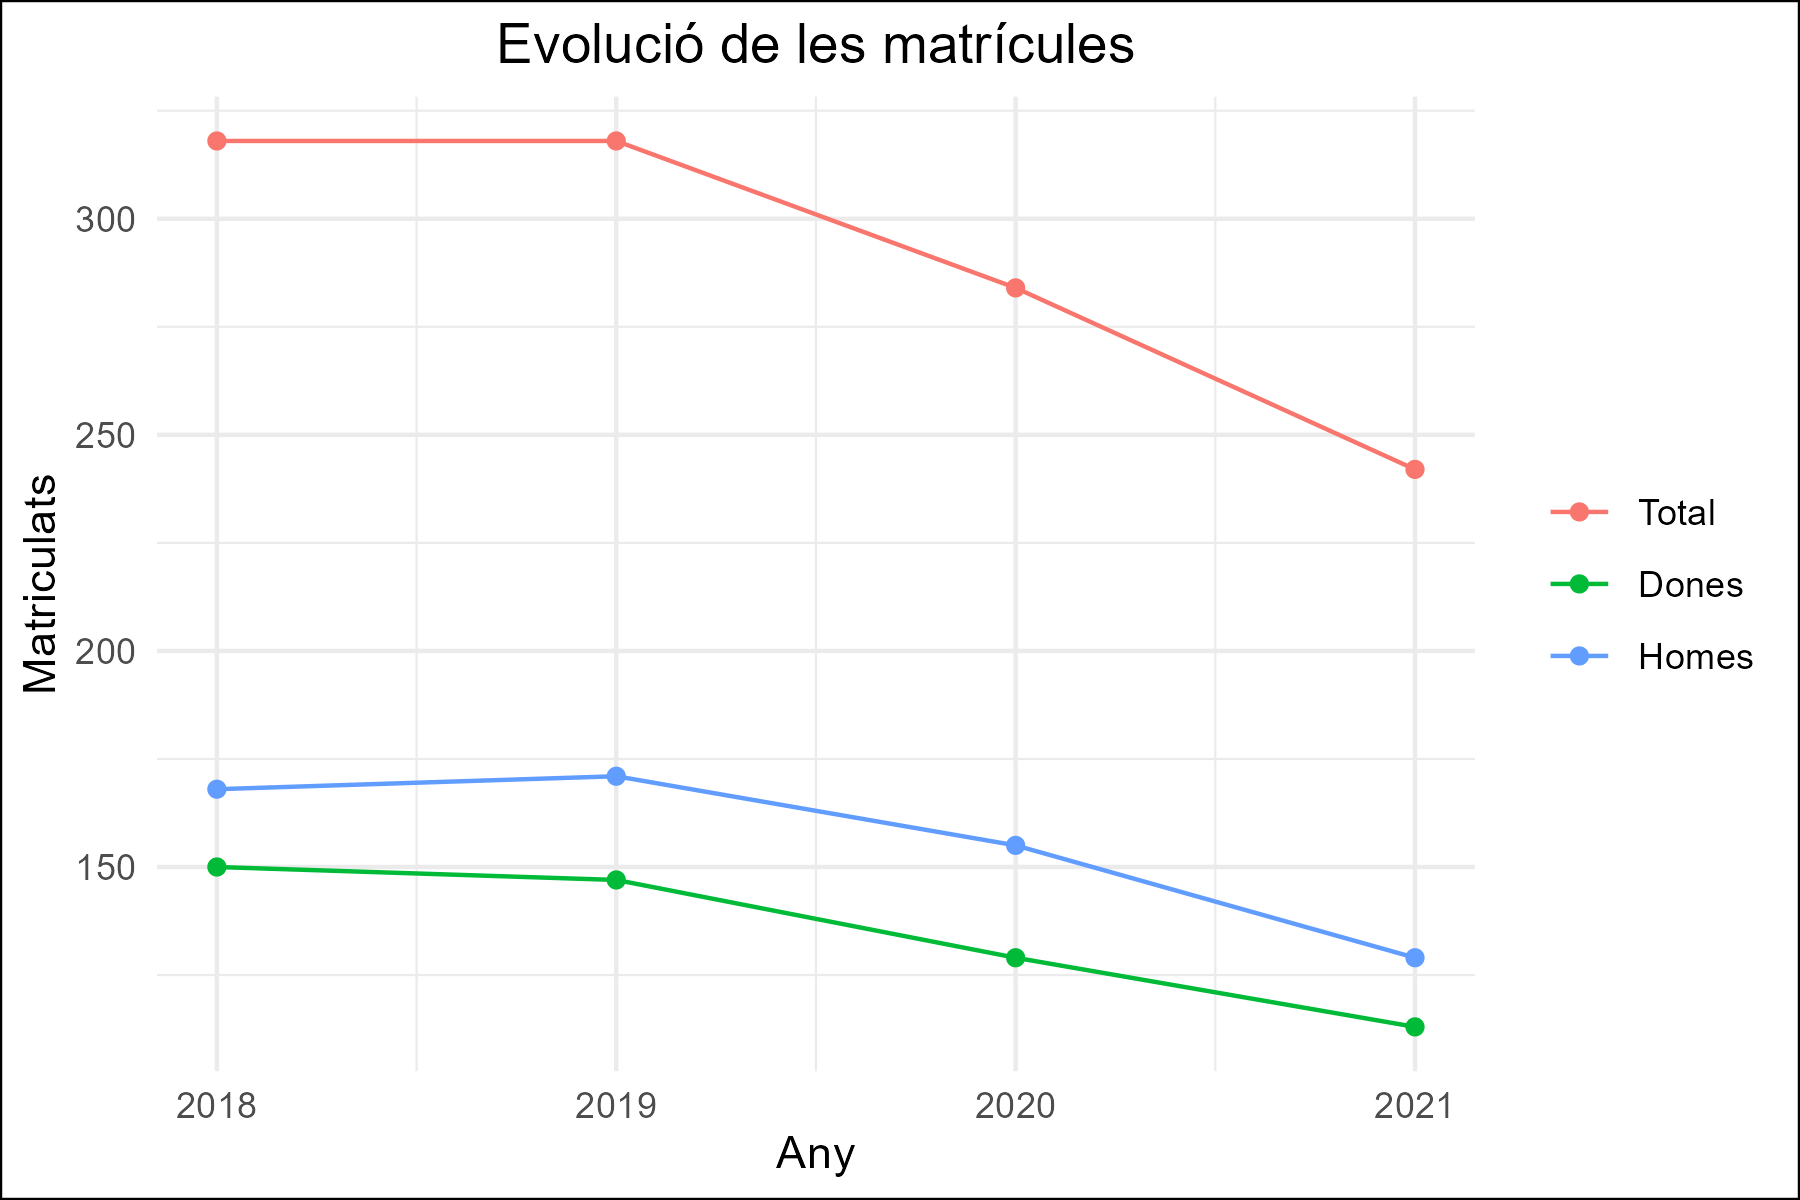 Evolució de les matrícules
Matriculats
300
250
200
150
2018 2019 2020 2021
Any
Total
Dones
Homes